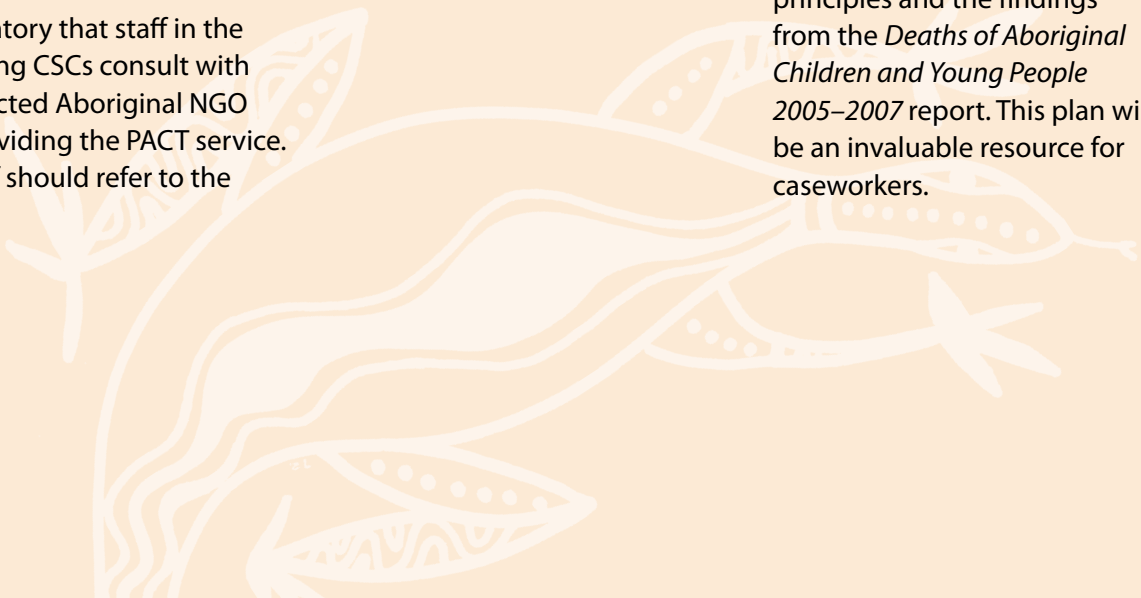 atory that staff in the
ng CSCs consult with
cted Aboriginal NGO
viding the PACT service.
should refer to the
principles and the findings
from the Deaths of Aboriginal
Children and Young People
2005–2007 report. This plan wi
be an invaluable resource for
caseworkers.